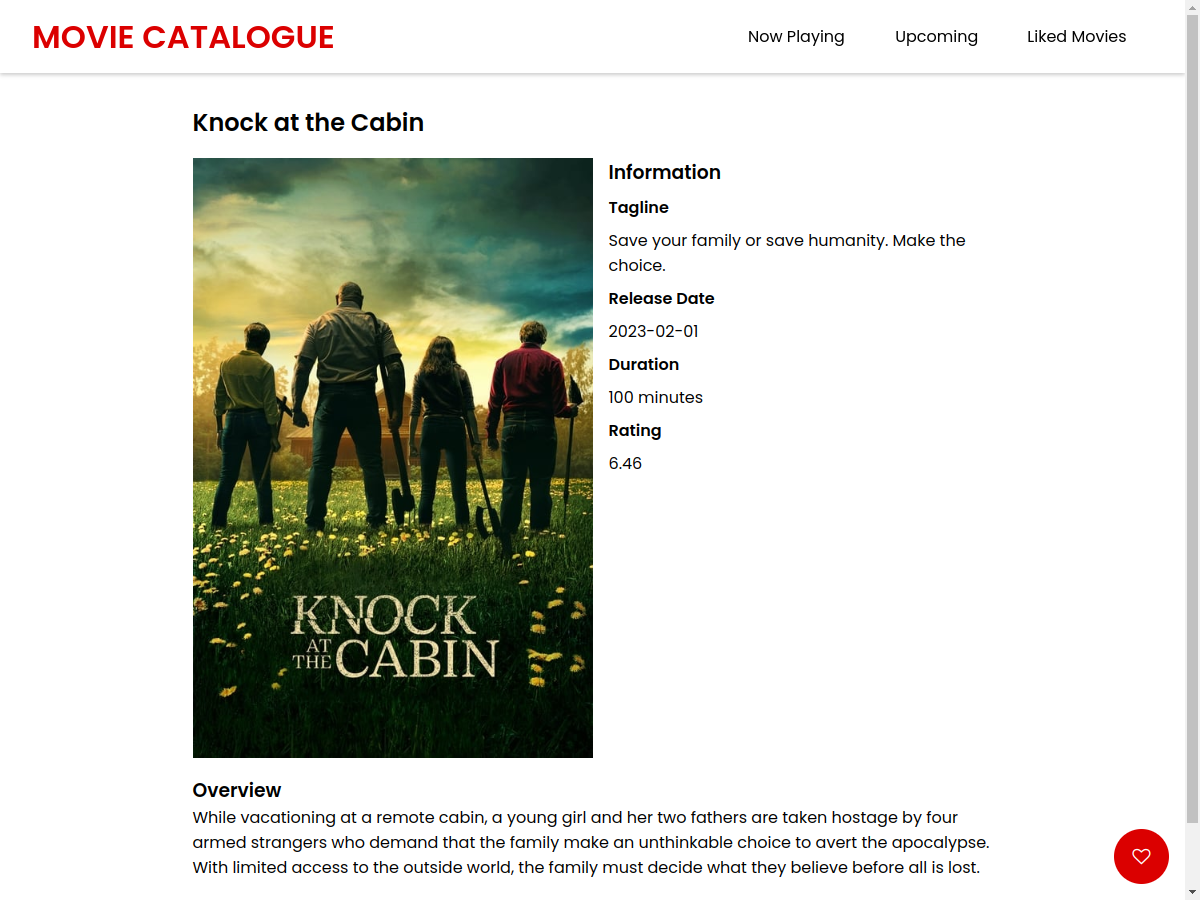 MOVIE CATALOGUE
Now Playing
Upcoming
Liked Movies
Knock at the Cabin
KNOCK
AT
THE CABIN
Information
Tagline
Save your family or save humanity. Make the
choice.
Release Date
2023-02-01
Duration
100 minutes
Rating
6.46
Overview
While vacationing at a remote cabin, a young girl and her two fathers are taken hostage by four
armed strangers who demand that the family make an unthinkable choice to avert the apocalypse.
With limited access to the outside world, the family must decide what they believe before all is lost.